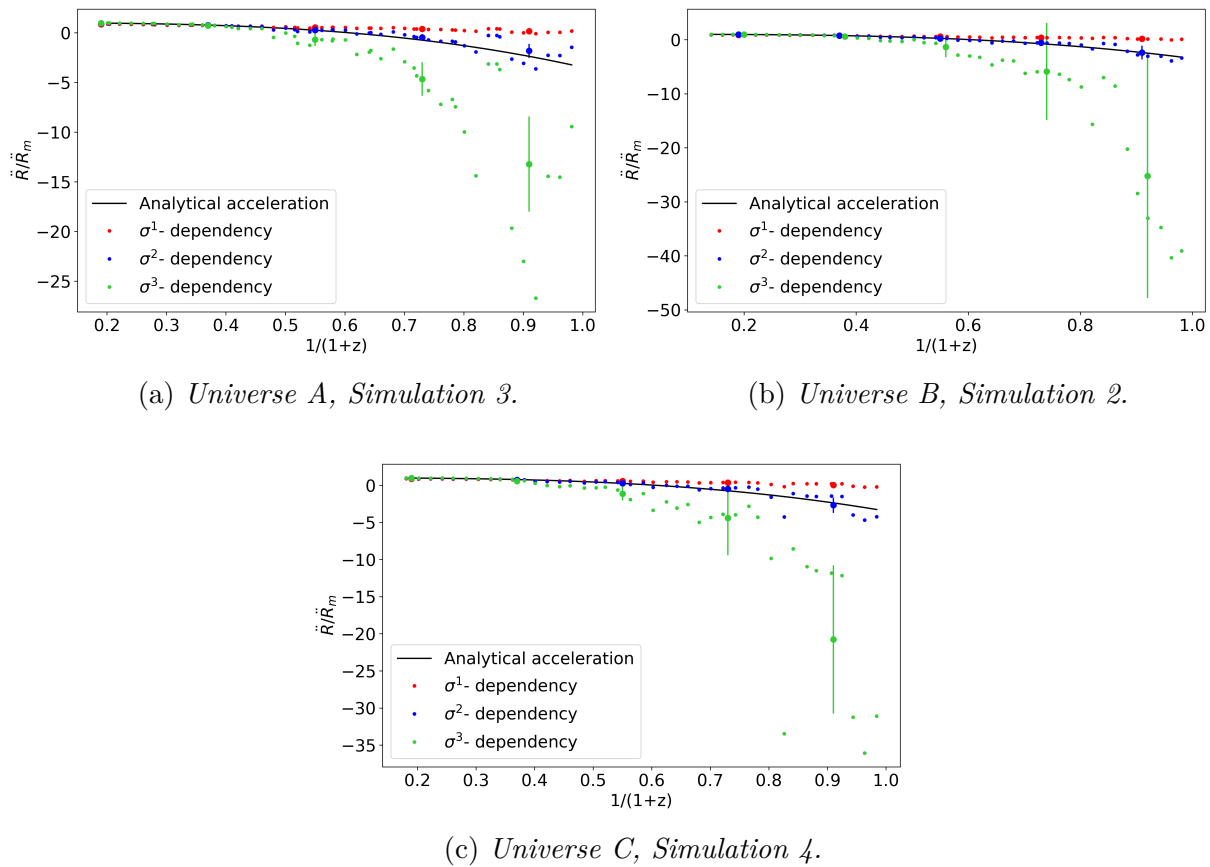 0
−5
−10
−15
−20
−25
R̈/R̈ₘ
Analytical acceleration
σ¹- dependency
σ²- dependency
σ³- dependency
0.2 0.3 0.4 0.5 0.6 0.7 0.8 0.9 1.0
1/(1+z)
(a) Universe A, Simulation 3.
0
−10
−20
−30
−40
−50
R̈/R̈ₘ
Analytical acceleration
σ¹- dependency
σ²- dependency
σ³- dependency
0.2 0.4 0.6 0.8 1.0
1/(1+z)
(b) Universe B, Simulation 2.
0
−5
−10
−15
−20
−25
−30
−35
R̈/R̈ₘ
Analytical acceleration
σ¹- dependency
σ²- dependency
σ³- dependency
0.2 0.3 0.4 0.5 0.6 0.7 0.8 0.9 1.0
1/(1+z)
(c) Universe C, Simulation 4.